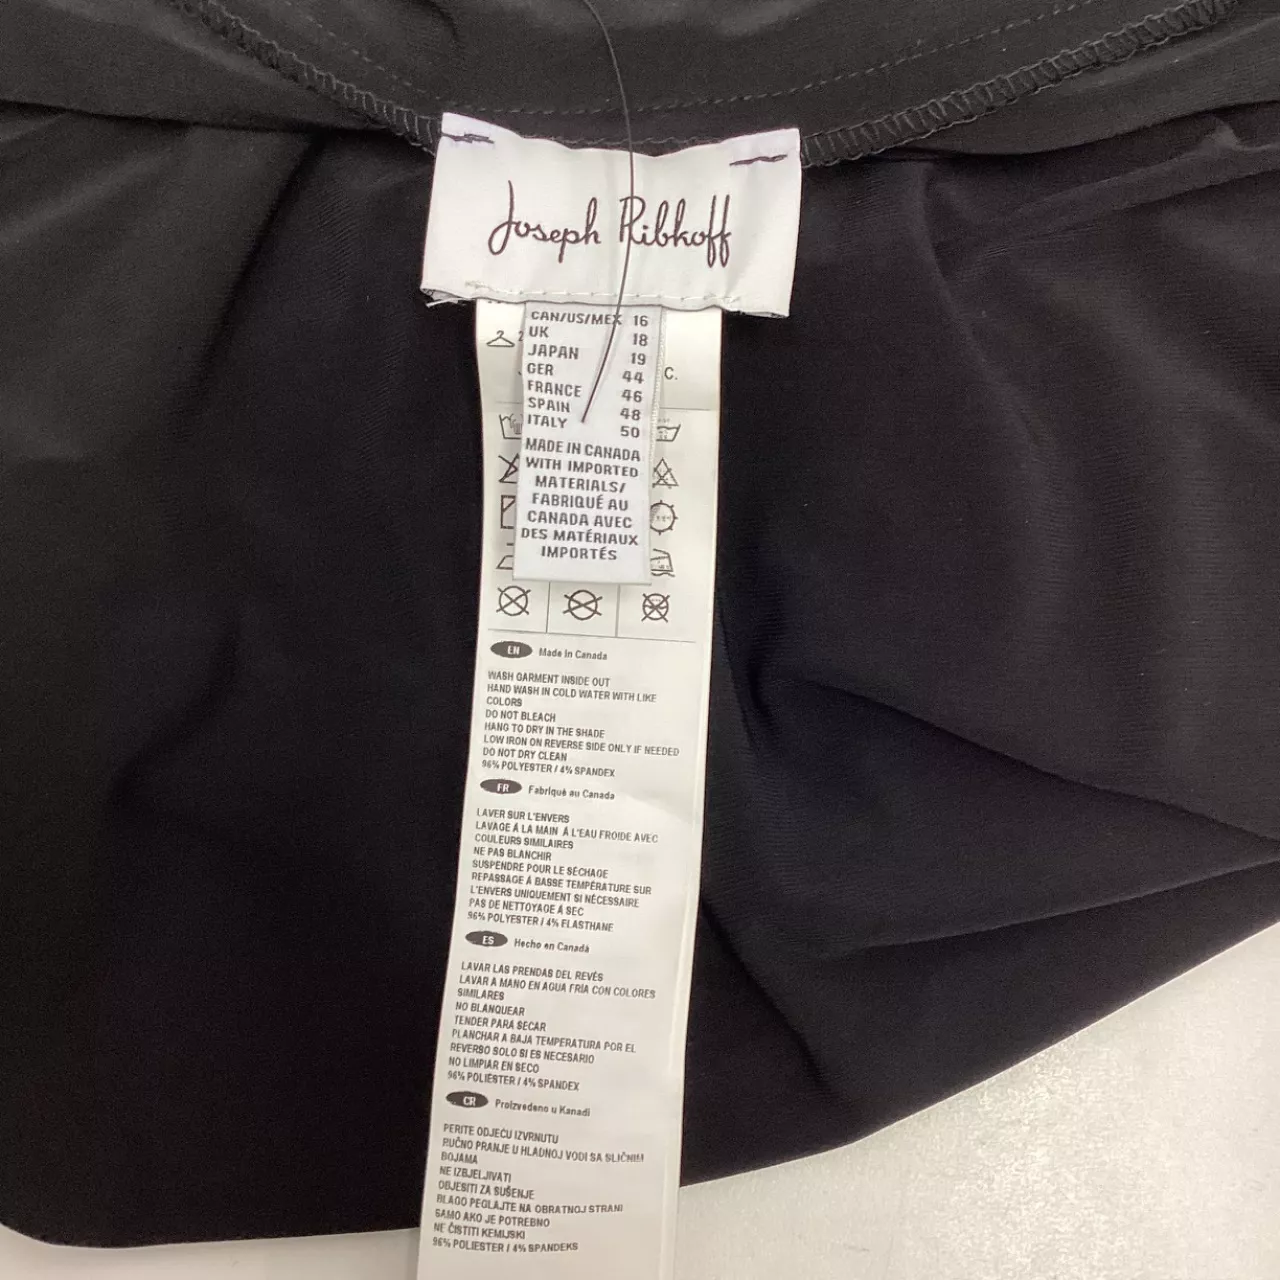 Joseph Ribkoff
CAN/US/MEX 16
UK 18
JAPAN 19
GER 44
FRANCE 46
SPAIN 48
ITALY 50
MADE IN CANADA
WITH IMPORTED
MATERIALS/
FABRIQUÉ AU
CANADA AVEC
DES MATÉRIAUX
IMPORTÉS
C.
EN Made in Canada
WASH GARMENT INSIDE OUT
HAND WASH IN COLD WATER WITH LIKE
COLORS
DO NOT BLEACH
HANG TO DRY IN THE SHADE
LOW IRON ON REVERSE SIDE ONLY IF NEEDED
DO NOT DRY CLEAN
96% POLYESTER / 4% SPANDEX
FR Fabriqué au Canada
LAVER SUR L'ENVERS
LAVAGE À LA MAIN À L'EAU FROIDE AVEC
COULEURS SIMILAIRES
NE PAS BLANCHIR
SUSPENDRE POUR LE SÉCHAGE
REPASSAGE À BASSE TEMPÉRATURE SUR
L'ENVERS UNIQUEMENT SI NÉCESSAIRE
PAS DE NETTOYAGE À SEC
96% POLYESTER / 4% ELASTHANE
ES Hecho en Canadá
LAVAR LAS PRENDAS DEL REVÉS
LAVAR A MANO EN AGUA FRÍA CON COLORES
SIMILARES
NO BLANQUEAR
TENDER PARA SECAR
PLANCHAR A BAJA TEMPERATURA POR EL
REVERSO SOLO SI ES NECESARIO
NO LIMPIAR EN SECO
96% POLIÉSTER / 4% SPANDEX
CR Proizvedeno u Kanadi
PERITE ODJEĆU IZVRNUTU
RUČNO PRANJE U HLADNOJ VODI SA SLIČNIM
BOJAMA
NE IZBJELJIVATI
OBJESITI ZA SUŠENJE
BLAGO PEGLAJTE NA OBRATNOJ STRANI
SAMO AKO JE POTREBNO
NE ČISTITI KEMIJSKI
96% POLYESTER / 4% SPANDEKS